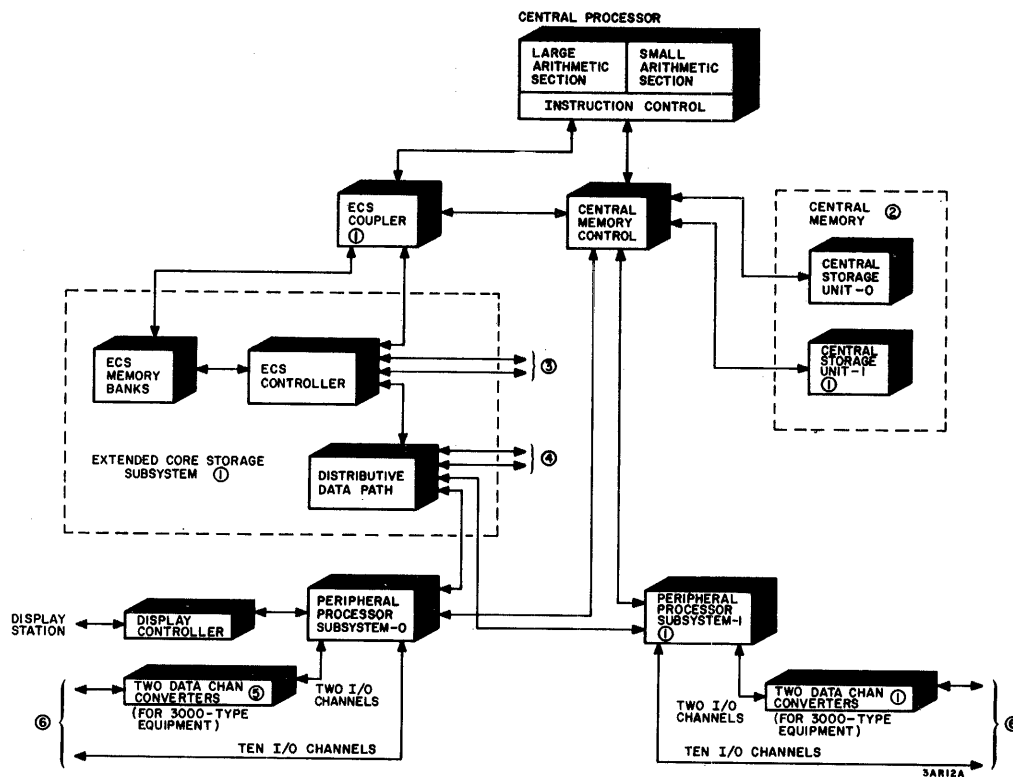 CENTRAL PROCESSOR
LARGE
ARITHMETIC
SECTION
SMALL
ARITHMETIC
SECTION
INSTRUCTION CONTROL
ECS
COUPLER
①
CENTRAL
MEMORY
CONTROL
CENTRAL ②
MEMORY
CENTRAL
STORAGE
UNIT-0
CENTRAL
STORAGE
UNIT-1
①
ECS
MEMORY
BANKS
ECS
CONTROLLER
③
④
EXTENDED CORE STORAGE
SUBSYSTEM ①
DISTRIBUTIVE
DATA PATH
DISPLAY
STATION
DISPLAY
CONTROLLER
PERIPHERAL
PROCESSOR
SUBSYSTEM-0
PERIPHERAL
PROCESSOR
SUBSYSTEM-1
①
⑥
TWO DATA CHAN ⑤
CONVERTERS
(FOR 3000-TYPE
EQUIPMENT)
TWO I/O
CHANNELS
TEN I/O CHANNELS
TWO I/O
CHANNELS
TWO DATA CHAN ①
CONVERTERS
(FOR 3000-TYPE
EQUIPMENT)
⑥
TEN I/O CHANNELS
3AR12A